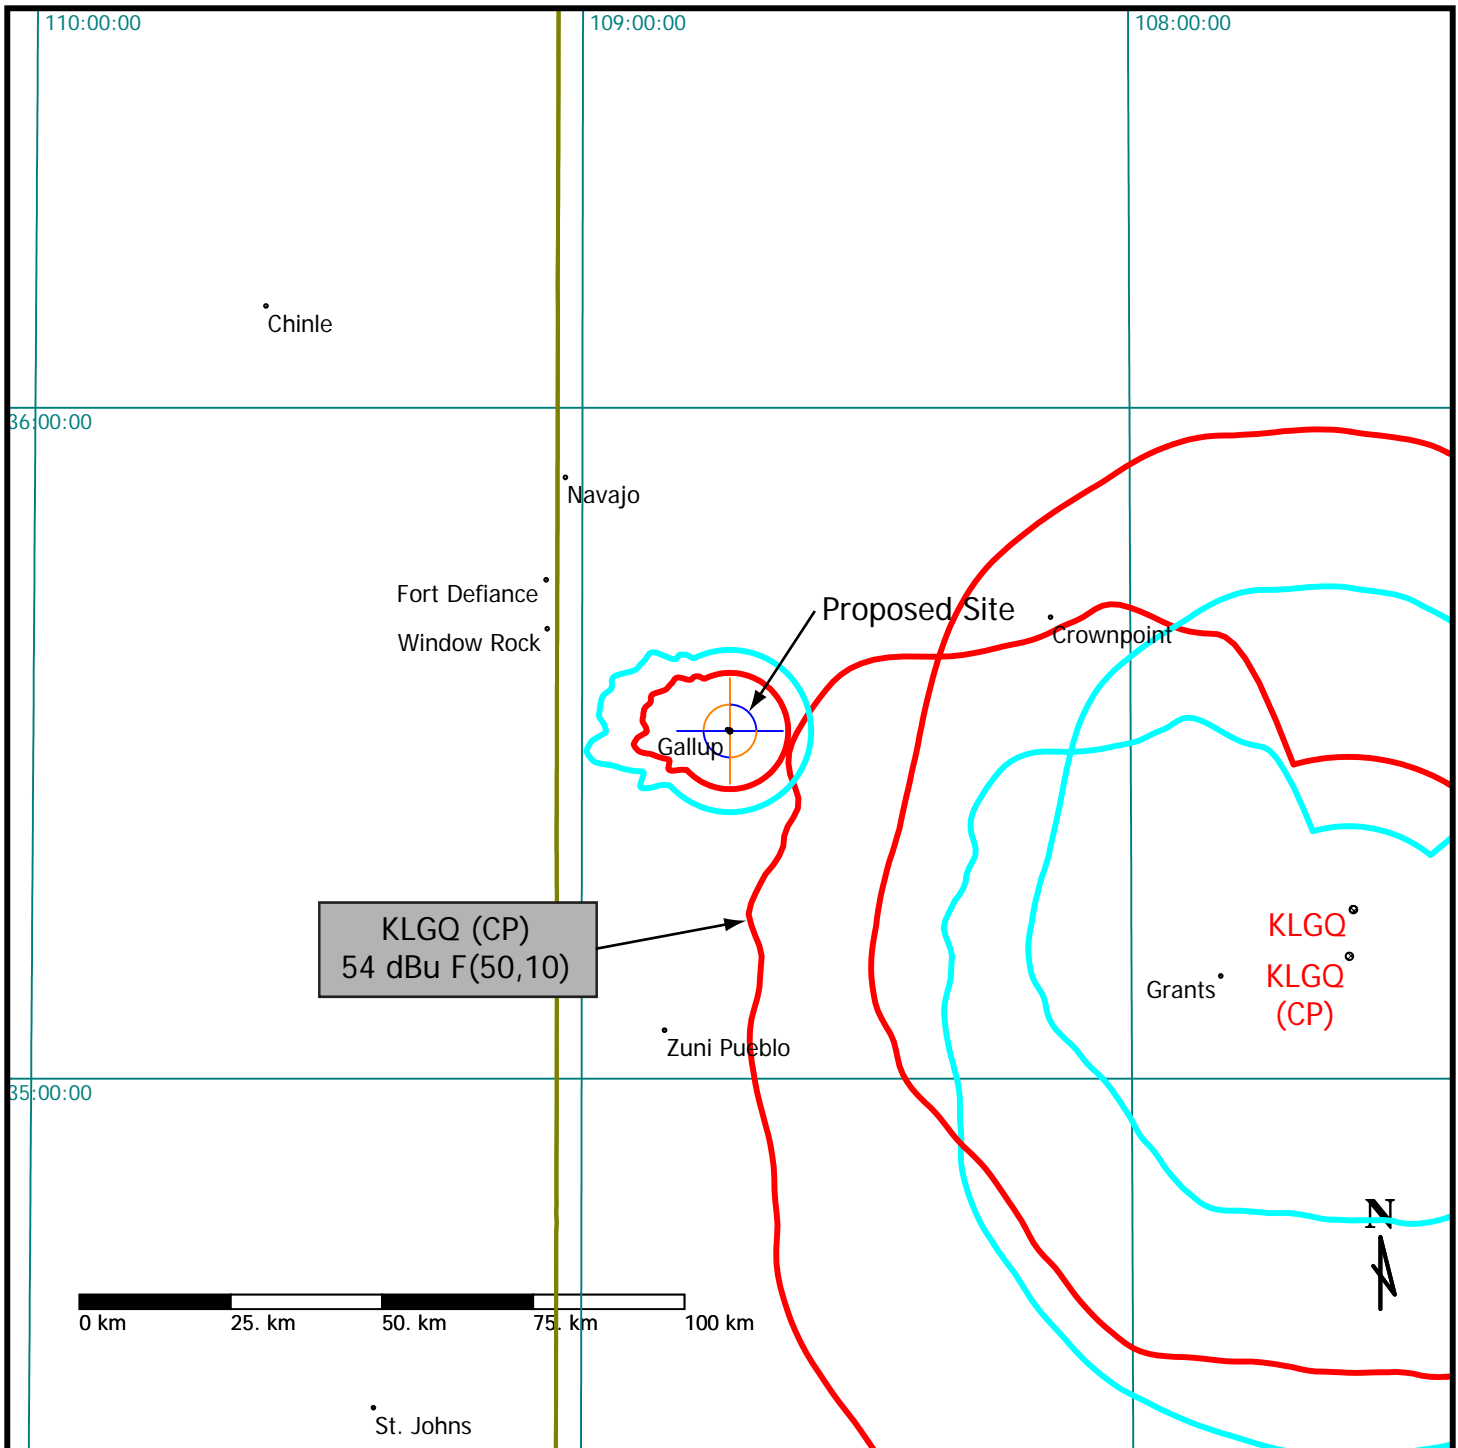 110:00:00
109:00:00
108:00:00
Chinle
36:00:00
Navajo
Fort Defiance
Proposed Site
Window Rock
Crownpoint
Gallup
KLGQ (CP)
54 dBu F(50,10)
KLGQ
KLGQ
(CP)
Grants
Zuni Pueblo
35:00:00
N
0 km
25. km
50. km
75. km
100 km
St. Johns